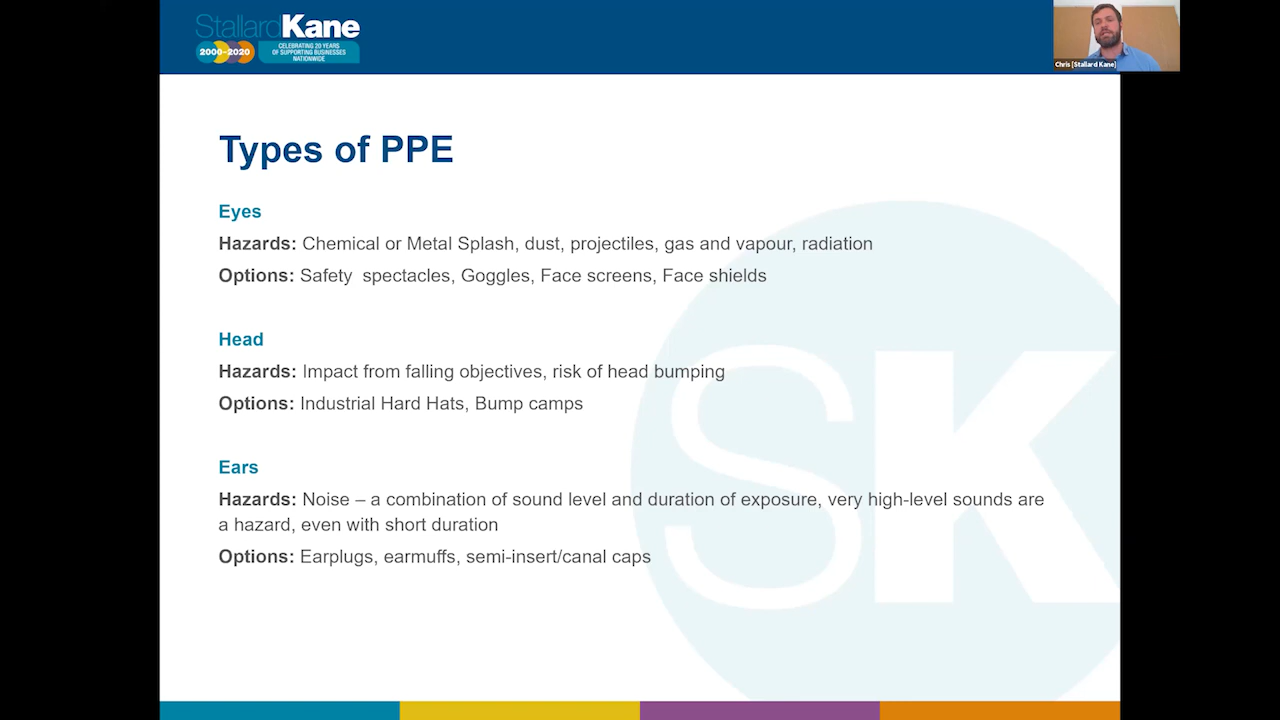 StallardKane
2000-2020
CELEBRATING 20 YEARS
OF SUPPORTING BUSINESSES
NATIONWIDE
Chris [Stallard Kane]
Types of PPE
Eyes
Hazards: Chemical or Metal Splash, dust, projectiles, gas and vapour, radiation
Options: Safety  spectacles, Goggles, Face screens, Face shields
Head
Hazards: Impact from falling objectives, risk of head bumping
Options: Industrial Hard Hats, Bump camps
Ears
Hazards: Noise – a combination of sound level and duration of exposure, very high-level sounds are
a hazard, even with short duration
Options: Earplugs, earmuffs, semi-insert/canal caps
SK